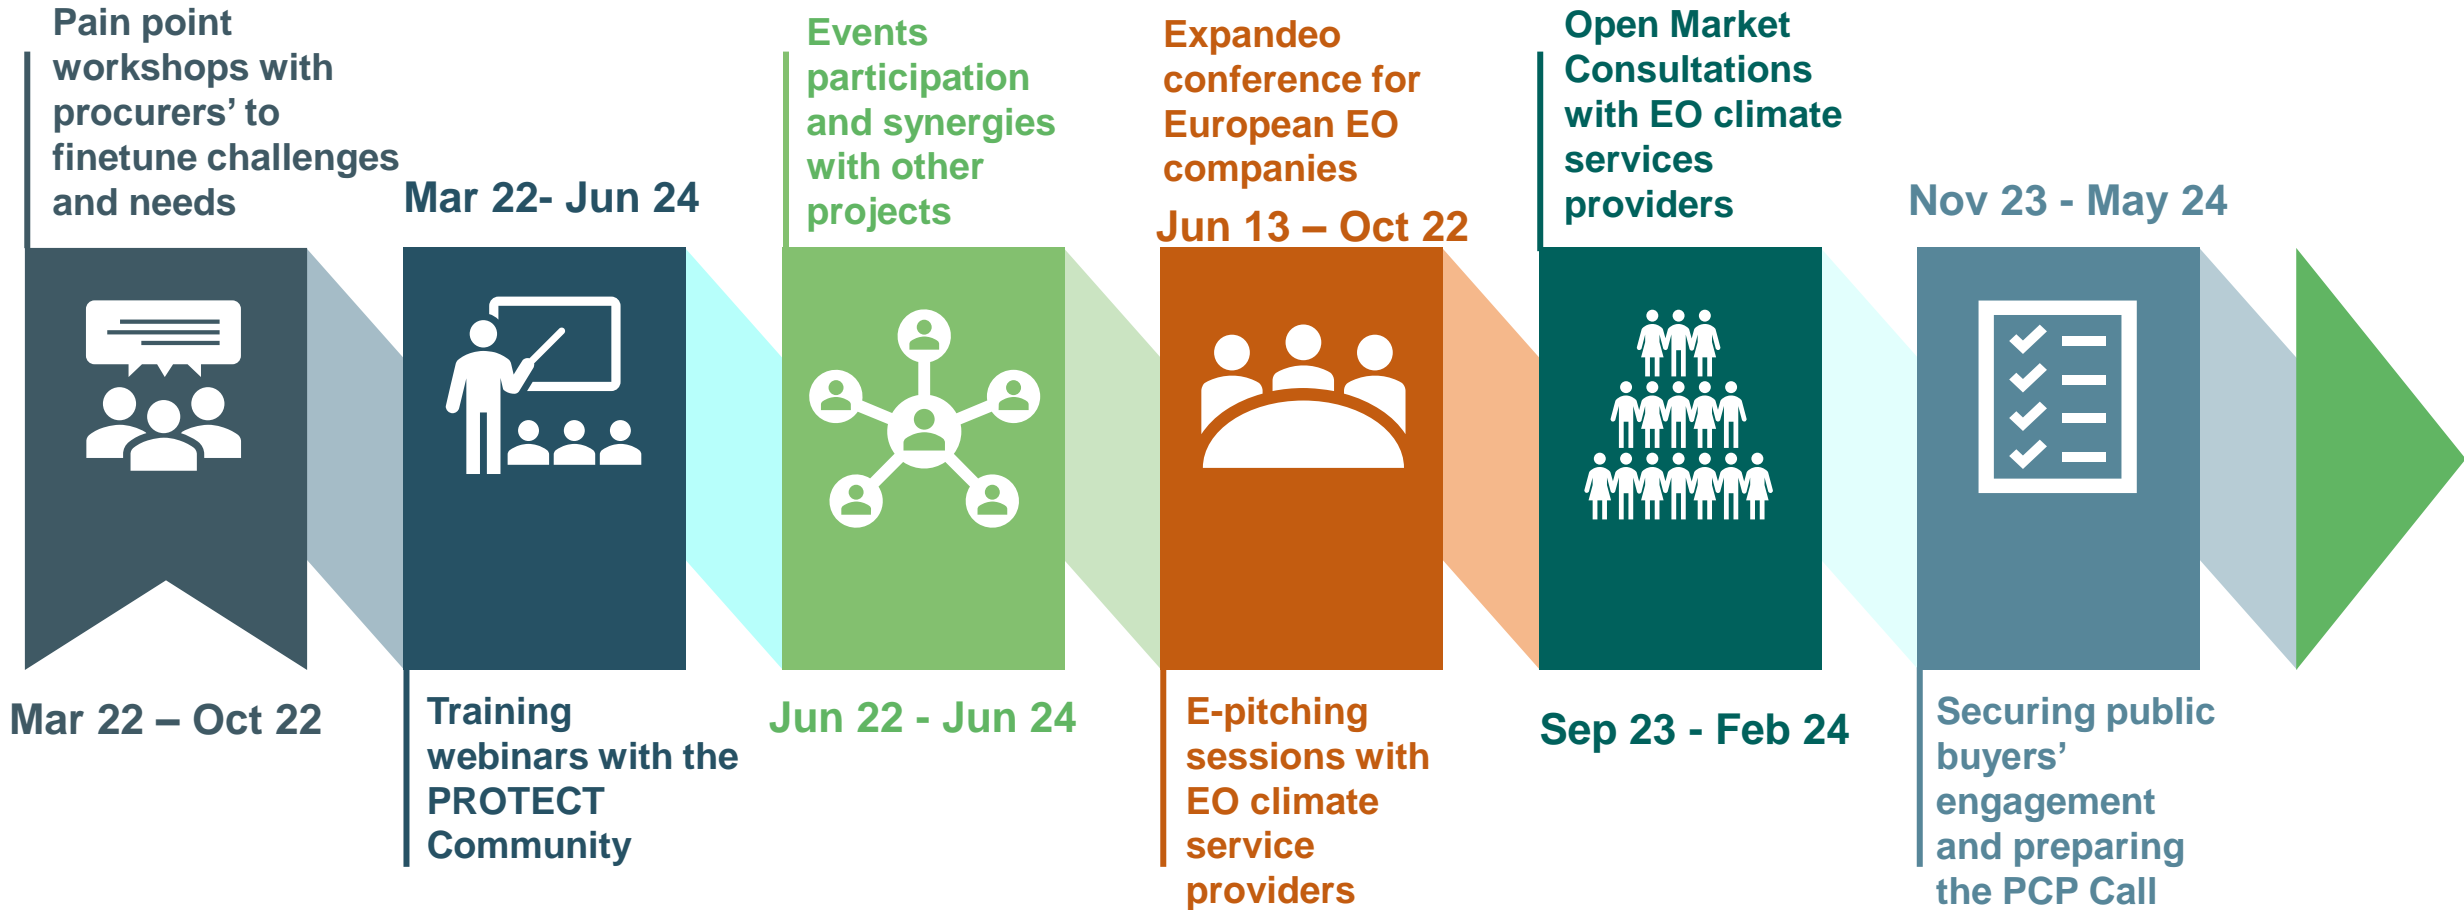 Pain point
workshops with
procurers’ to
finetune challenges
and needs
Mar 22 – Oct 22
Mar 22- Jun 24
Training
webinars with the
PROTECT
Community
Events
participation
and synergies
with other
projects
Jun 22 - Jun 24
Expandeo
conference for
European EO
companies
Jun 13 – Oct 22
E-pitching
sessions with
EO climate
service
providers
Open Market
Consultations
with EO climate
services
providers
Sep 23 - Feb 24
Nov 23 - May 24
Securing public
buyers’
engagement
and preparing
the PCP Call